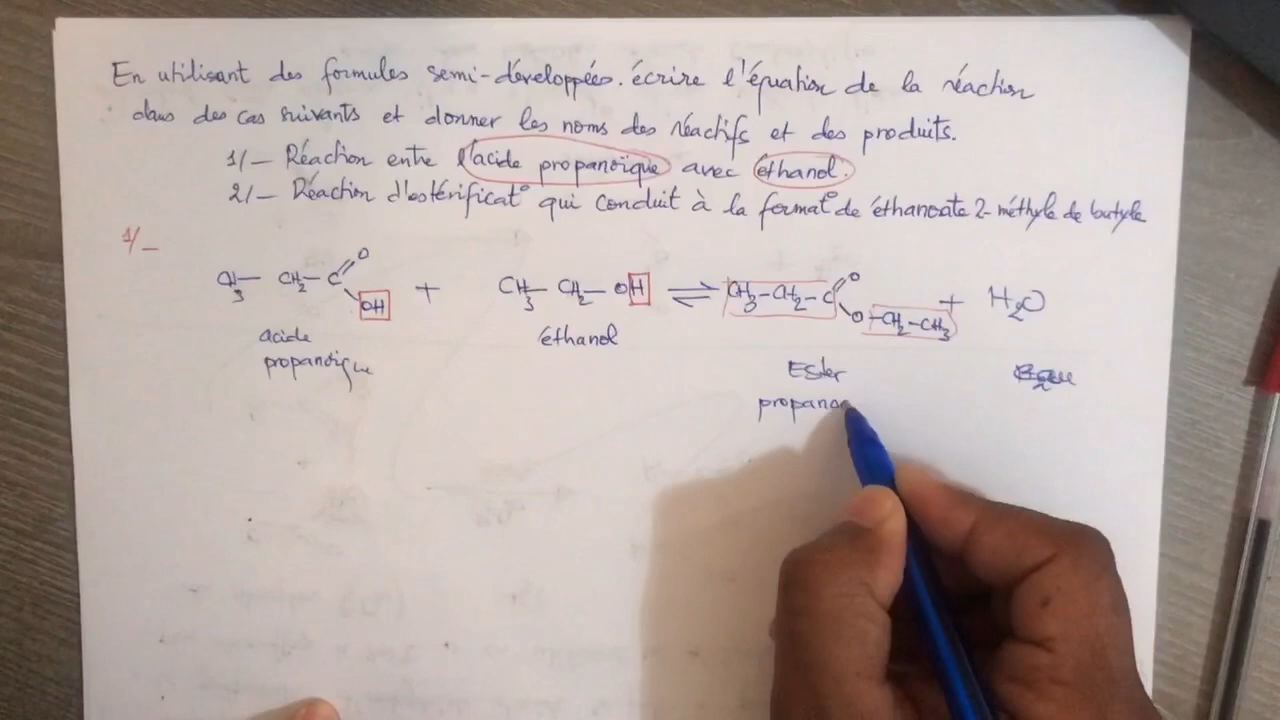 En utilisant des formules semi-développées. écrire l'équation de la réaction
dans des cas suivants et donner les noms des réactifs et des produits.
1/– Réaction entre l'acide propanoïque avec éthanol.
2/– Réaction d'estérificat° qui conduit à la format° de éthanoate 2-méthyle de butyle
1/–
CH3– CH2–C=O OH + CH3– CH2– OH ⇌ CH3–CH2–C=O O–CH2–CH3 + H2O
acide éthanol
propanoïque Ester
propano